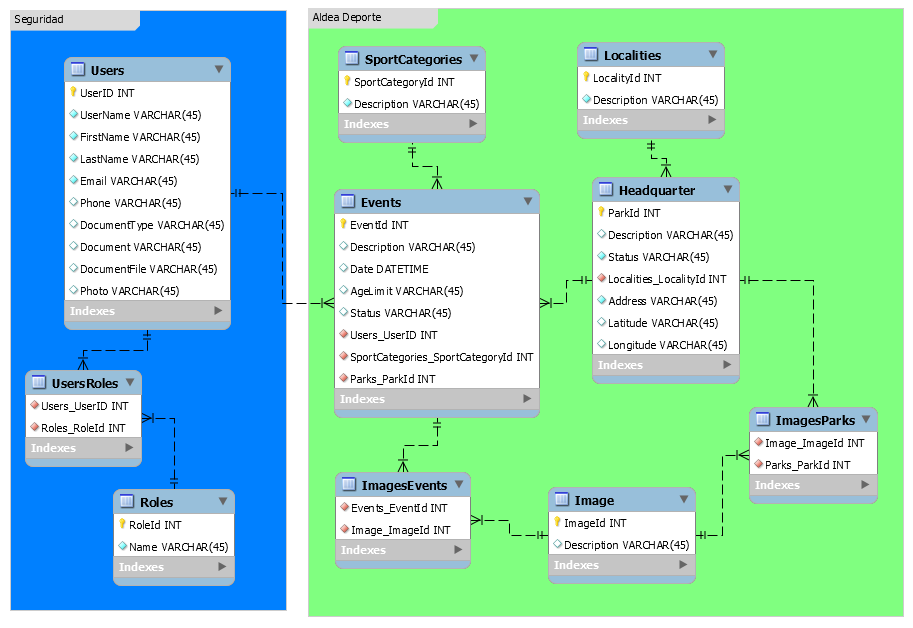 Seguridad
Users
UserID INT
UserName VARCHAR(45)
FirstName VARCHAR(45)
LastName VARCHAR(45)
Email VARCHAR(45)
Phone VARCHAR(45)
DocumentType VARCHAR(45)
Document VARCHAR(45)
DocumentFile VARCHAR(45)
Photo VARCHAR(45)
Indexes
UsersRoles
Users_UserID INT
Roles_RoleId INT
Indexes
Roles
RoleId INT
Name VARCHAR(45)
Indexes
Aldea Deporte
SportCategories
SportCategoryId INT
Description VARCHAR(45)
Indexes
Localities
LocalityId INT
Description VARCHAR(45)
Indexes
Events
EventId INT
Description VARCHAR(45)
Date DATETIME
AgeLimit VARCHAR(45)
Status VARCHAR(45)
Users_UserID INT
SportCategories_SportCategoryId INT
Parks_ParkId INT
Indexes
Headquarter
ParkId INT
Description VARCHAR(45)
Status VARCHAR(45)
Localities_LocalityId INT
Address VARCHAR(45)
Latitude VARCHAR(45)
Longitude VARCHAR(45)
Indexes
ImagesParks
Image_ImageId INT
Parks_ParkId INT
Indexes
ImagesEvents
Events_EventId INT
Image_ImageId INT
Indexes
Image
ImageId INT
Description VARCHAR(45)
Indexes